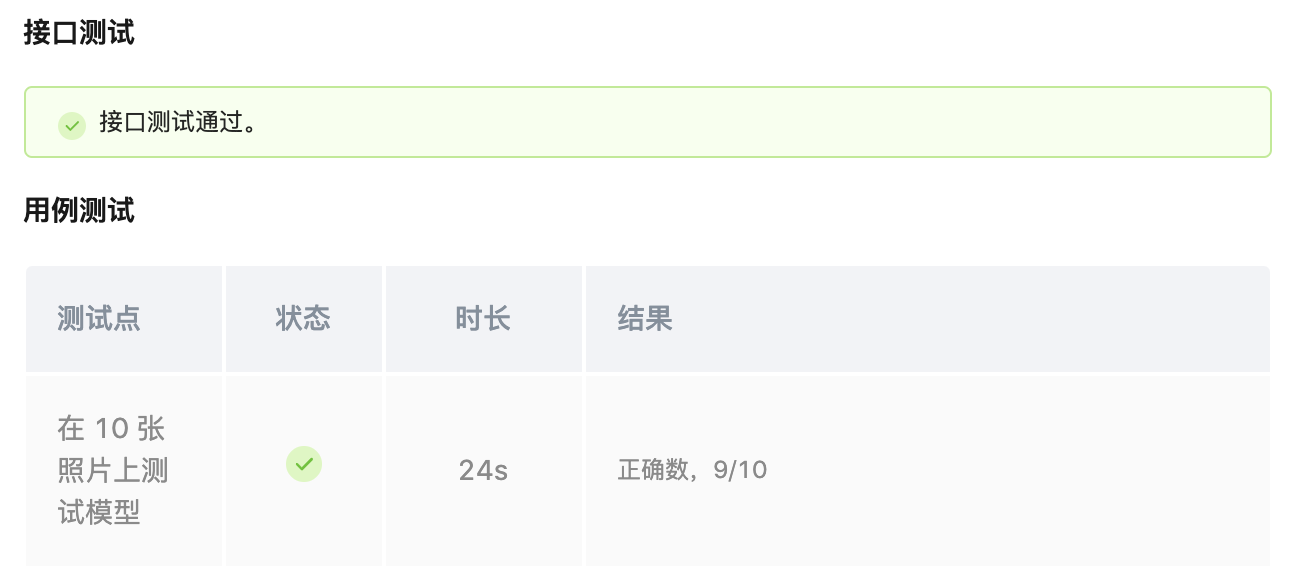 接口测试
接口测试通过。
用例测试
测试点 状态 时长 结果
在 10 张
照片上测
试模型
24s
正确数，9/10